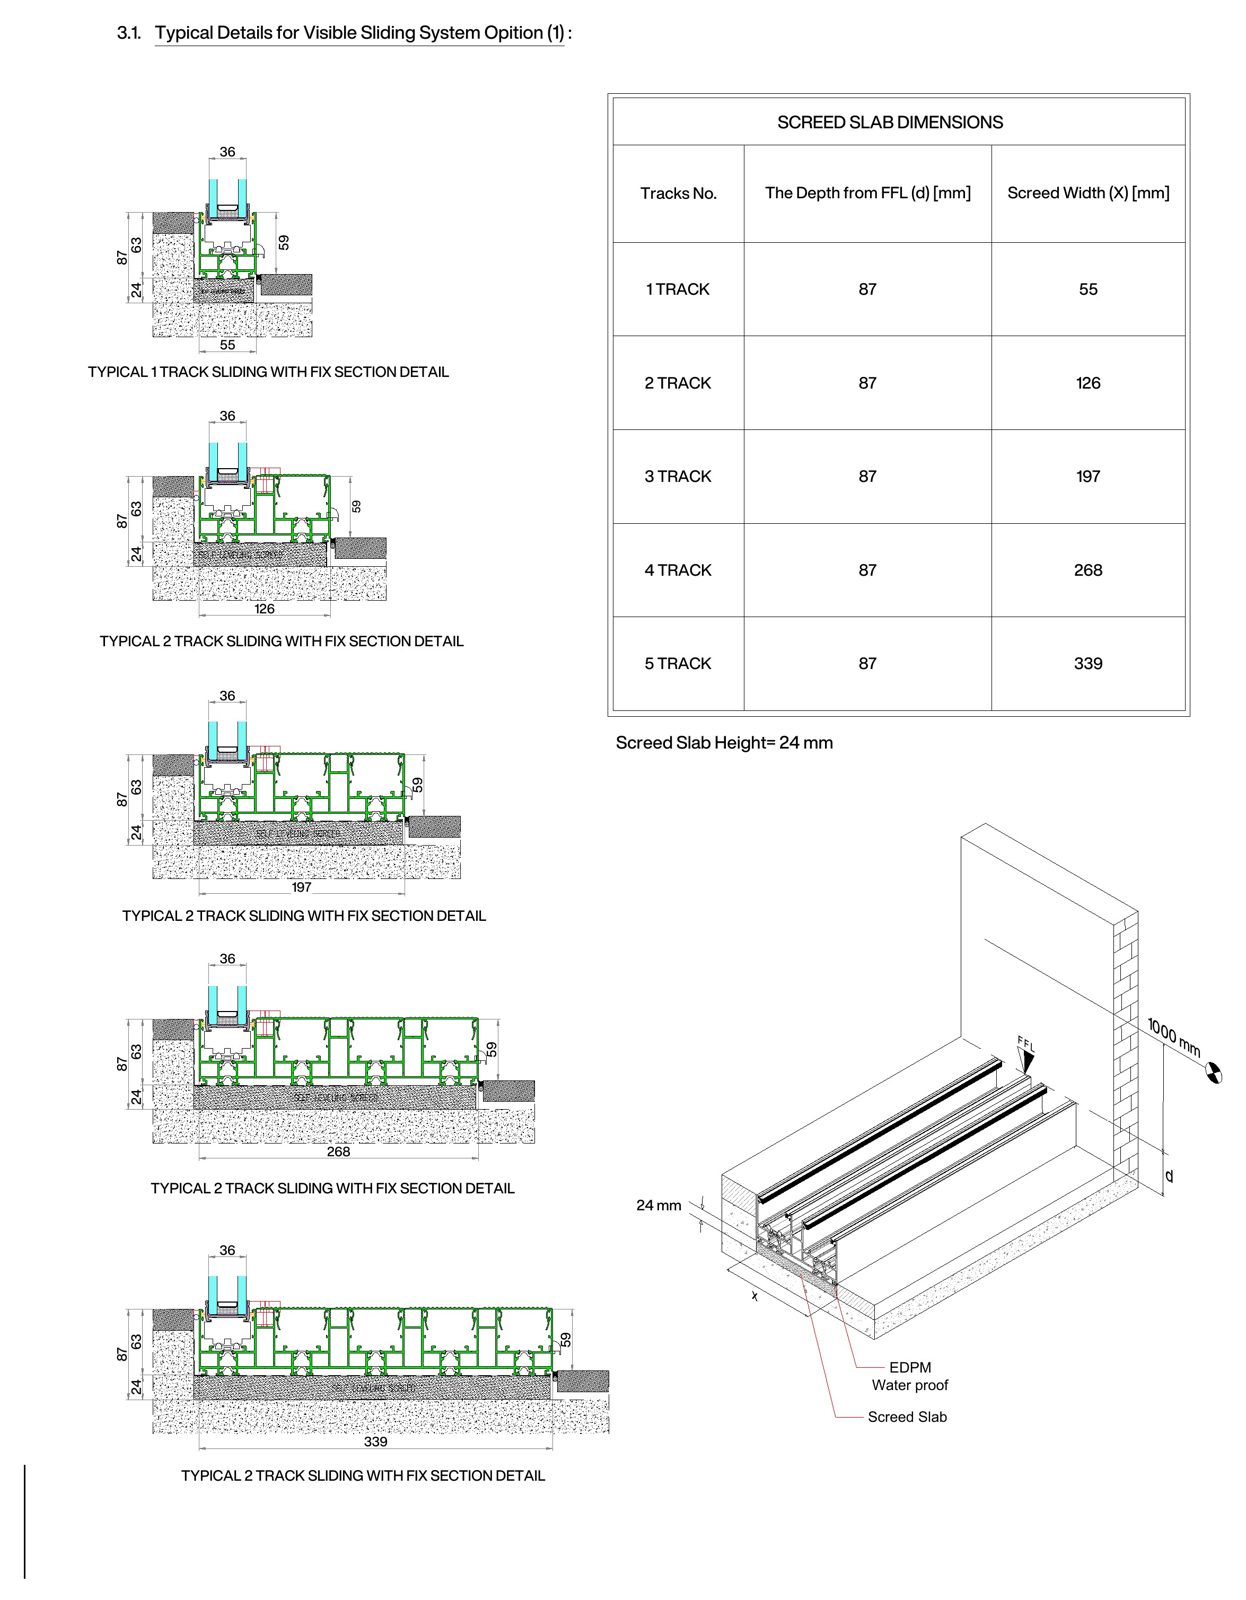 3.1. Typical Details for Visible Sliding System Opition (1) :
36
87
63
24
59
55
TYPICAL 1 TRACK SLIDING WITH FIX SECTION DETAIL
36
87
63
24
59
SELF LEVELING SCREED
126
TYPICAL 2 TRACK SLIDING WITH FIX SECTION DETAIL
36
87
63
24
59
SELF LEVELING SCREED
197
TYPICAL 2 TRACK SLIDING WITH FIX SECTION DETAIL
36
87
63
24
59
SELF LEVELING SCREED
268
TYPICAL 2 TRACK SLIDING WITH FIX SECTION DETAIL
36
87
63
24
59
SELF LEVELING SCREED
339
TYPICAL 2 TRACK SLIDING WITH FIX SECTION DETAIL
SCREED SLAB DIMENSIONS
Tracks No. The Depth from FFL (d) [mm] Screed Width (X) [mm]
1 TRACK 87 55
2 TRACK 87 126
3 TRACK 87 197
4 TRACK 87 268
5 TRACK 87 339
Screed Slab Height= 24 mm
1000 mm
FFL
d
24 mm
X
EDPM
Water proof
Screed Slab